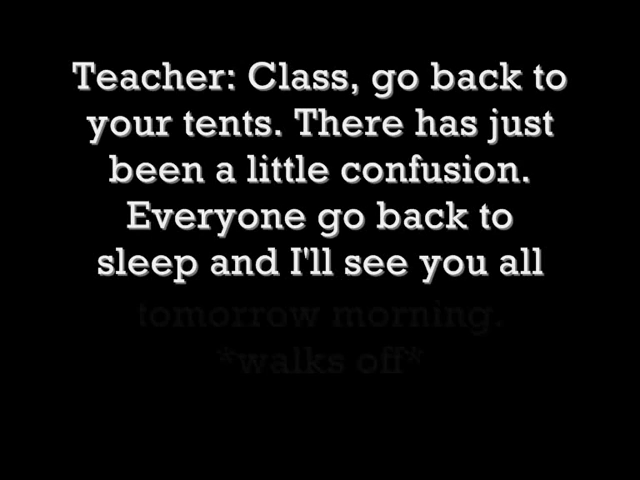 Teacher: Class, go back to
your tents. There has just
been a little confusion.
Everyone go back to
sleep and I'll see you all
tomorrow morning.
*walks off*